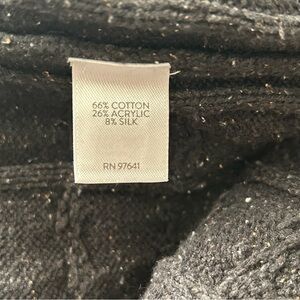 66% COTTON
26% ACRYLIC
8% SILK
RN 97641